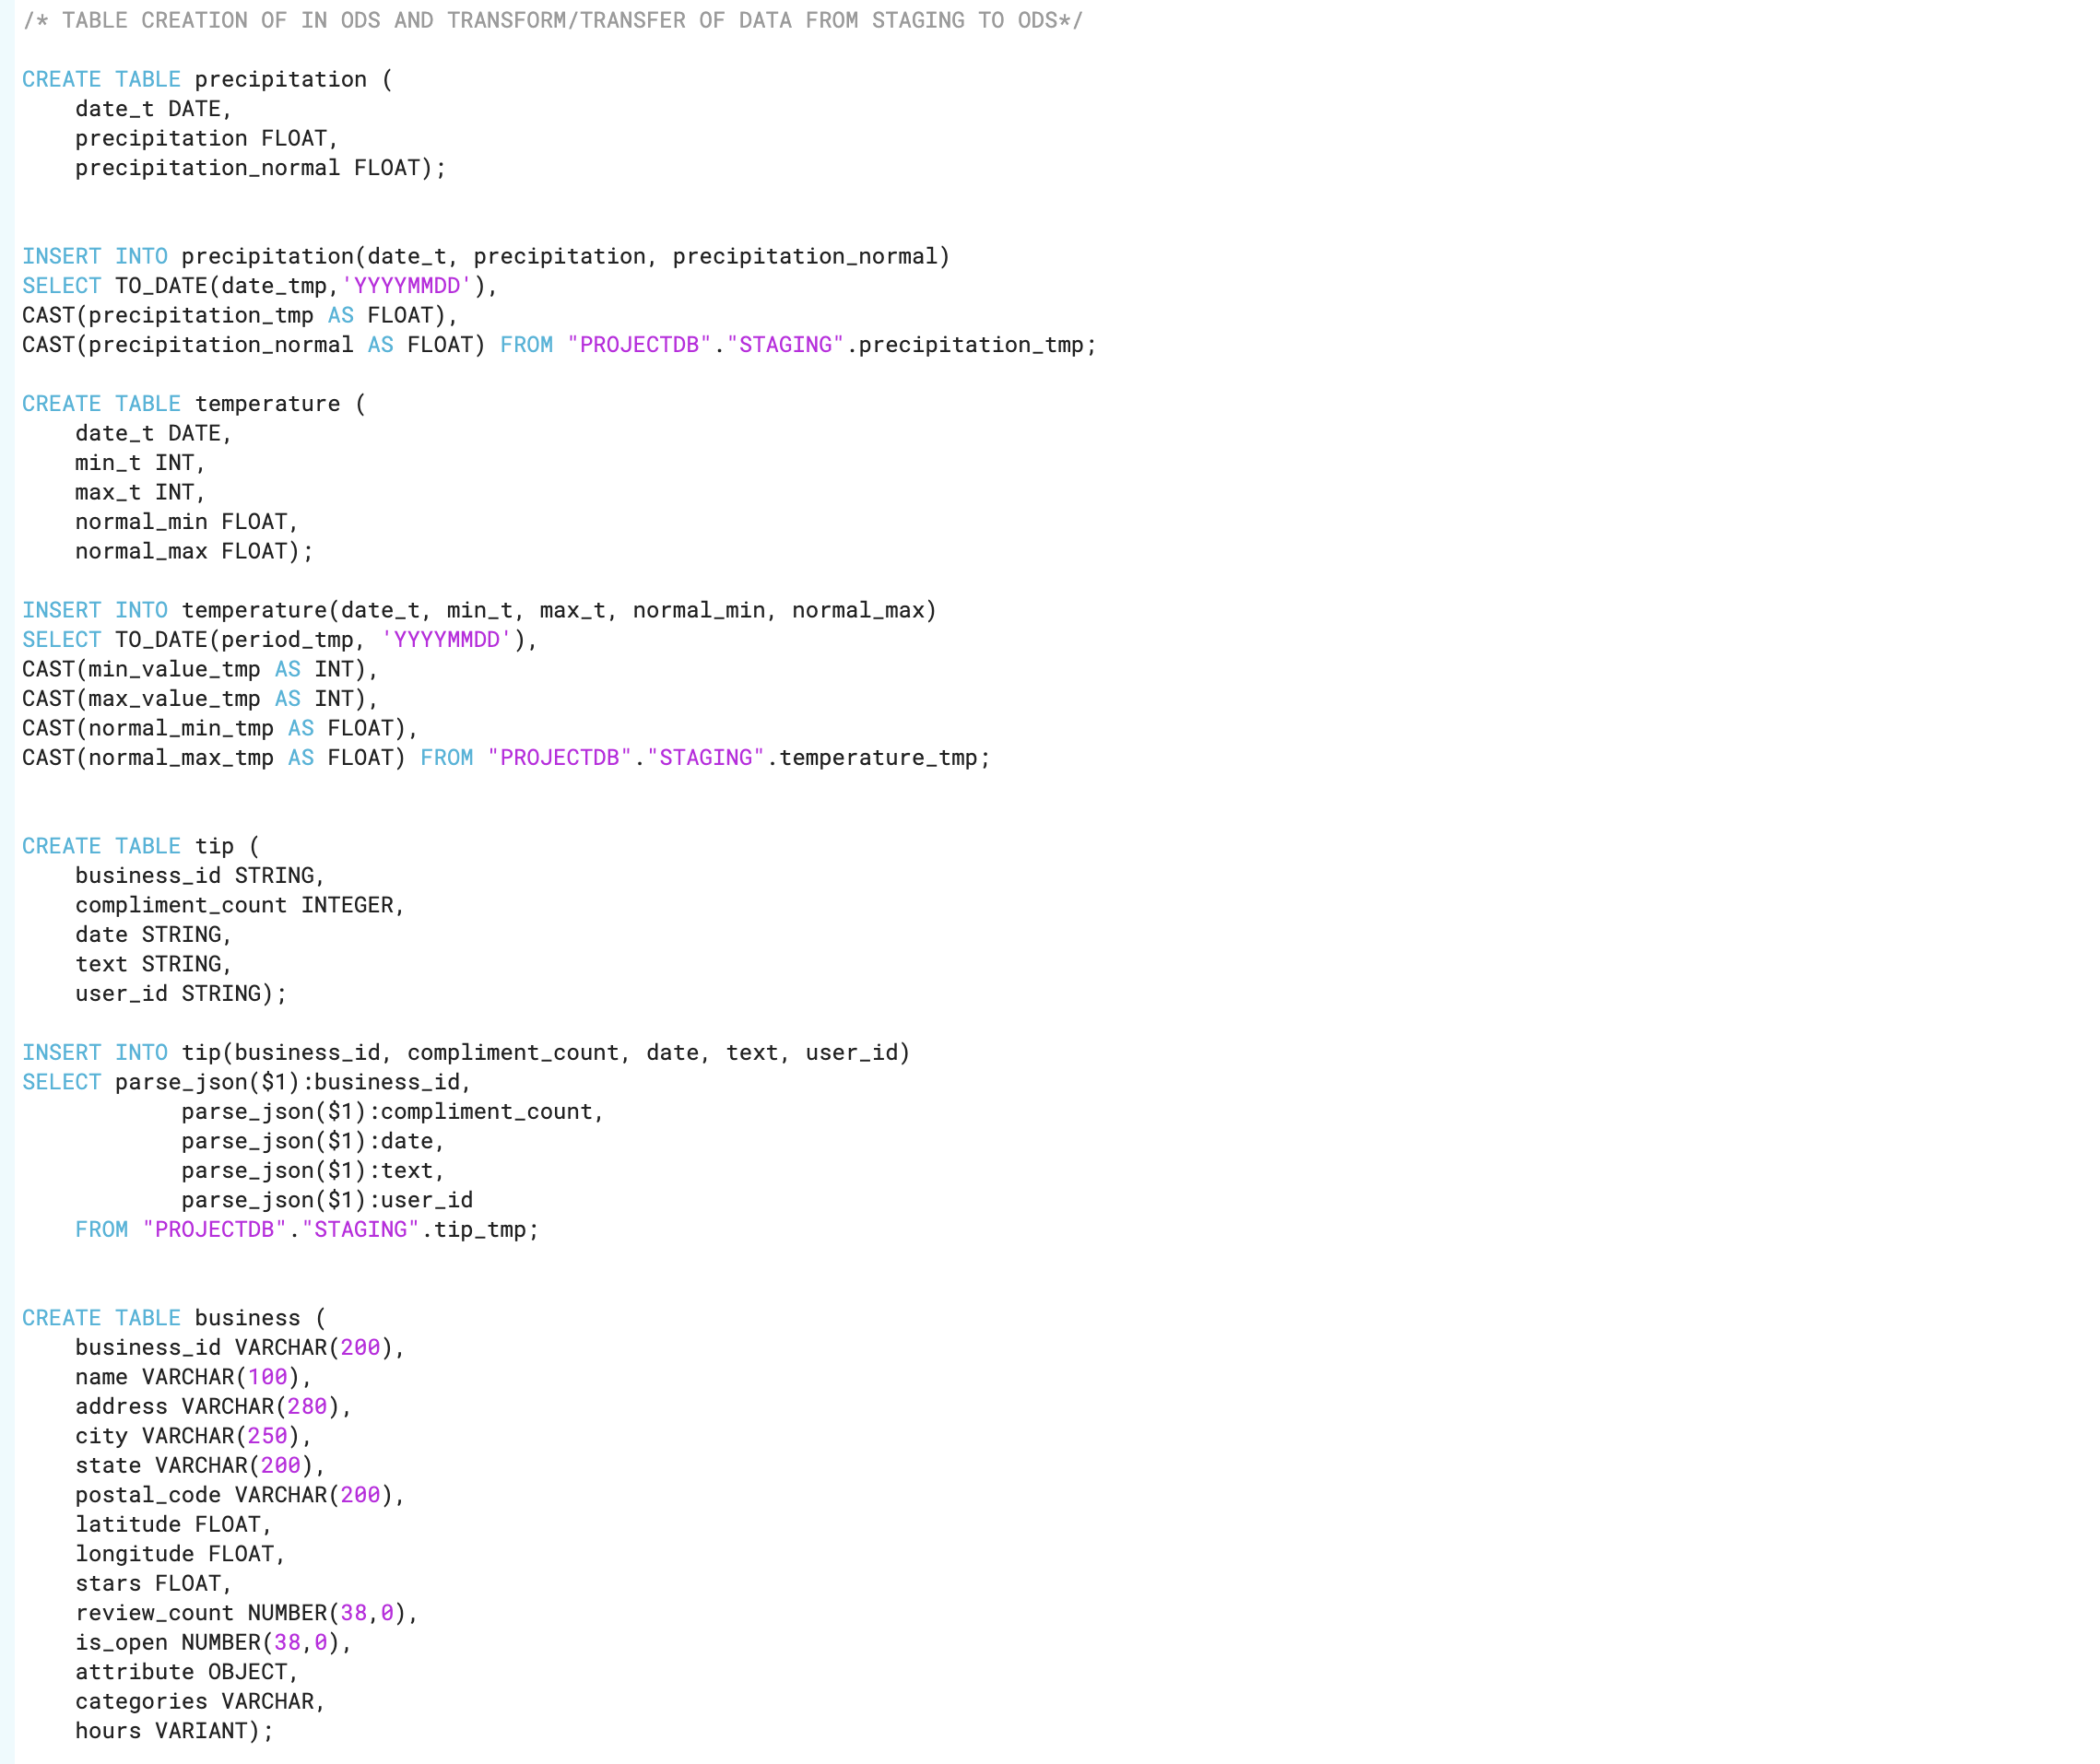 /* TABLE CREATION OF IN ODS AND TRANSFORM/TRANSFER OF DATA FROM STAGING TO ODS*/
CREATE TABLE precipitation (
    date_t DATE,
    precipitation FLOAT,
    precipitation_normal FLOAT);
INSERT INTO precipitation(date_t, precipitation, precipitation_normal)
SELECT TO_DATE(date_tmp,'YYYYMMDD'),
CAST(precipitation_tmp AS FLOAT),
CAST(precipitation_normal AS FLOAT) FROM "PROJECTDB"."STAGING".precipitation_tmp;
CREATE TABLE temperature (
    date_t DATE,
    min_t INT,
    max_t INT,
    normal_min FLOAT,
    normal_max FLOAT);
INSERT INTO temperature(date_t, min_t, max_t, normal_min, normal_max)
SELECT TO_DATE(period_tmp, 'YYYYMMDD'),
CAST(min_value_tmp AS INT),
CAST(max_value_tmp AS INT),
CAST(normal_min_tmp AS FLOAT),
CAST(normal_max_tmp AS FLOAT) FROM "PROJECTDB"."STAGING".temperature_tmp;
CREATE TABLE tip (
    business_id STRING,
    compliment_count INTEGER,
    date STRING,
    text STRING,
    user_id STRING);
INSERT INTO tip(business_id, compliment_count, date, text, user_id)
SELECT parse_json($1):business_id,
            parse_json($1):compliment_count,
            parse_json($1):date,
            parse_json($1):text,
            parse_json($1):user_id
    FROM "PROJECTDB"."STAGING".tip_tmp;
CREATE TABLE business (
    business_id VARCHAR(200),
    name VARCHAR(100),
    address VARCHAR(280),
    city VARCHAR(250),
    state VARCHAR(200),
    postal_code VARCHAR(200),
    latitude FLOAT,
    longitude FLOAT,
    stars FLOAT,
    review_count NUMBER(38,0),
    is_open NUMBER(38,0),
    attribute OBJECT,
    categories VARCHAR,
    hours VARIANT);